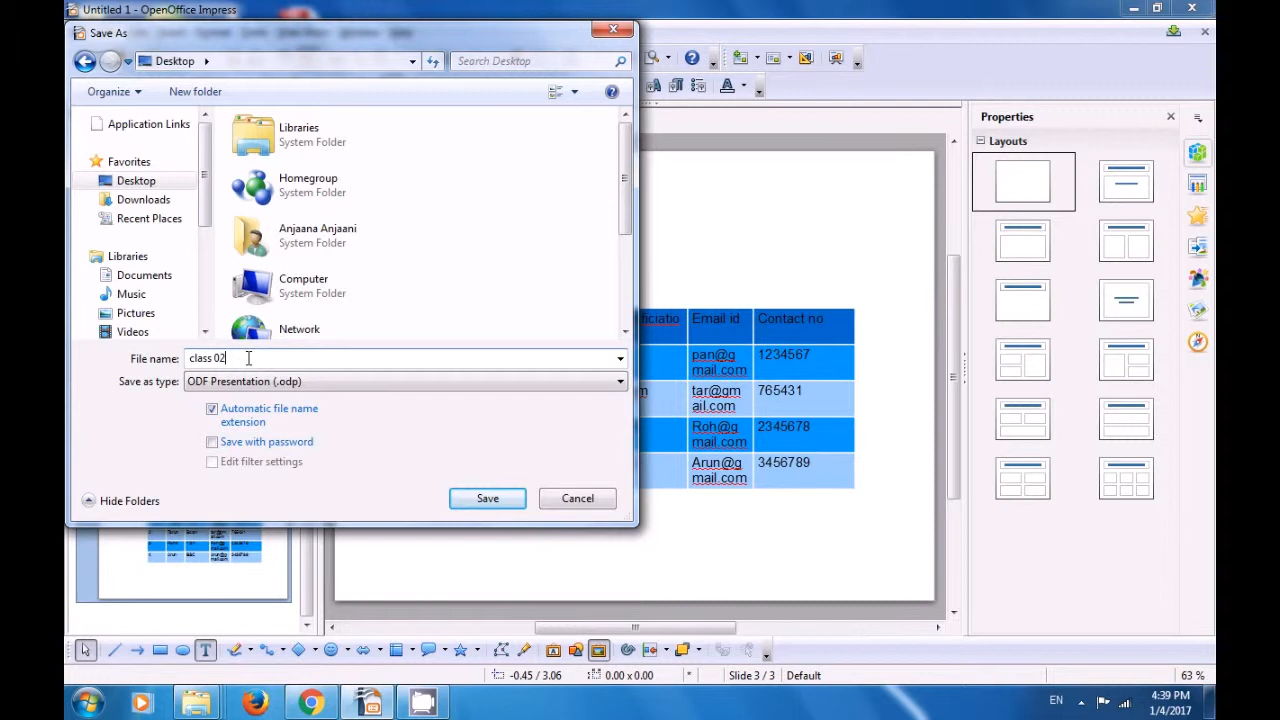 Untitled 1 - OpenOffice Impress
Save As
Desktop
Search Desktop
Organize
New folder
Application Links
Favorites
Desktop
Downloads
Recent Places
Libraries
Documents
Music
Pictures
Videos
Libraries
System Folder
Homegroup
System Folder
Anjaana Anjaani
System Folder
Computer
System Folder
Network
File name: class 02
Save as type: ODF Presentation (.odp)
Automatic file name
extension
Save with password
Edit filter settings
Hide Folders
Save
Cancel
Email id
Contact no
pan@g
mail.com
1234567
tar@gm
ail.com
765431
Roh@g
mail.com
2345678
Arun@g
mail.com
3456789
Properties
Layouts
-0.45 / 3.06
0.00 x 0.00
*
Slide 3 / 3
Default
63 %
EN
4:39 PM
1/4/2017